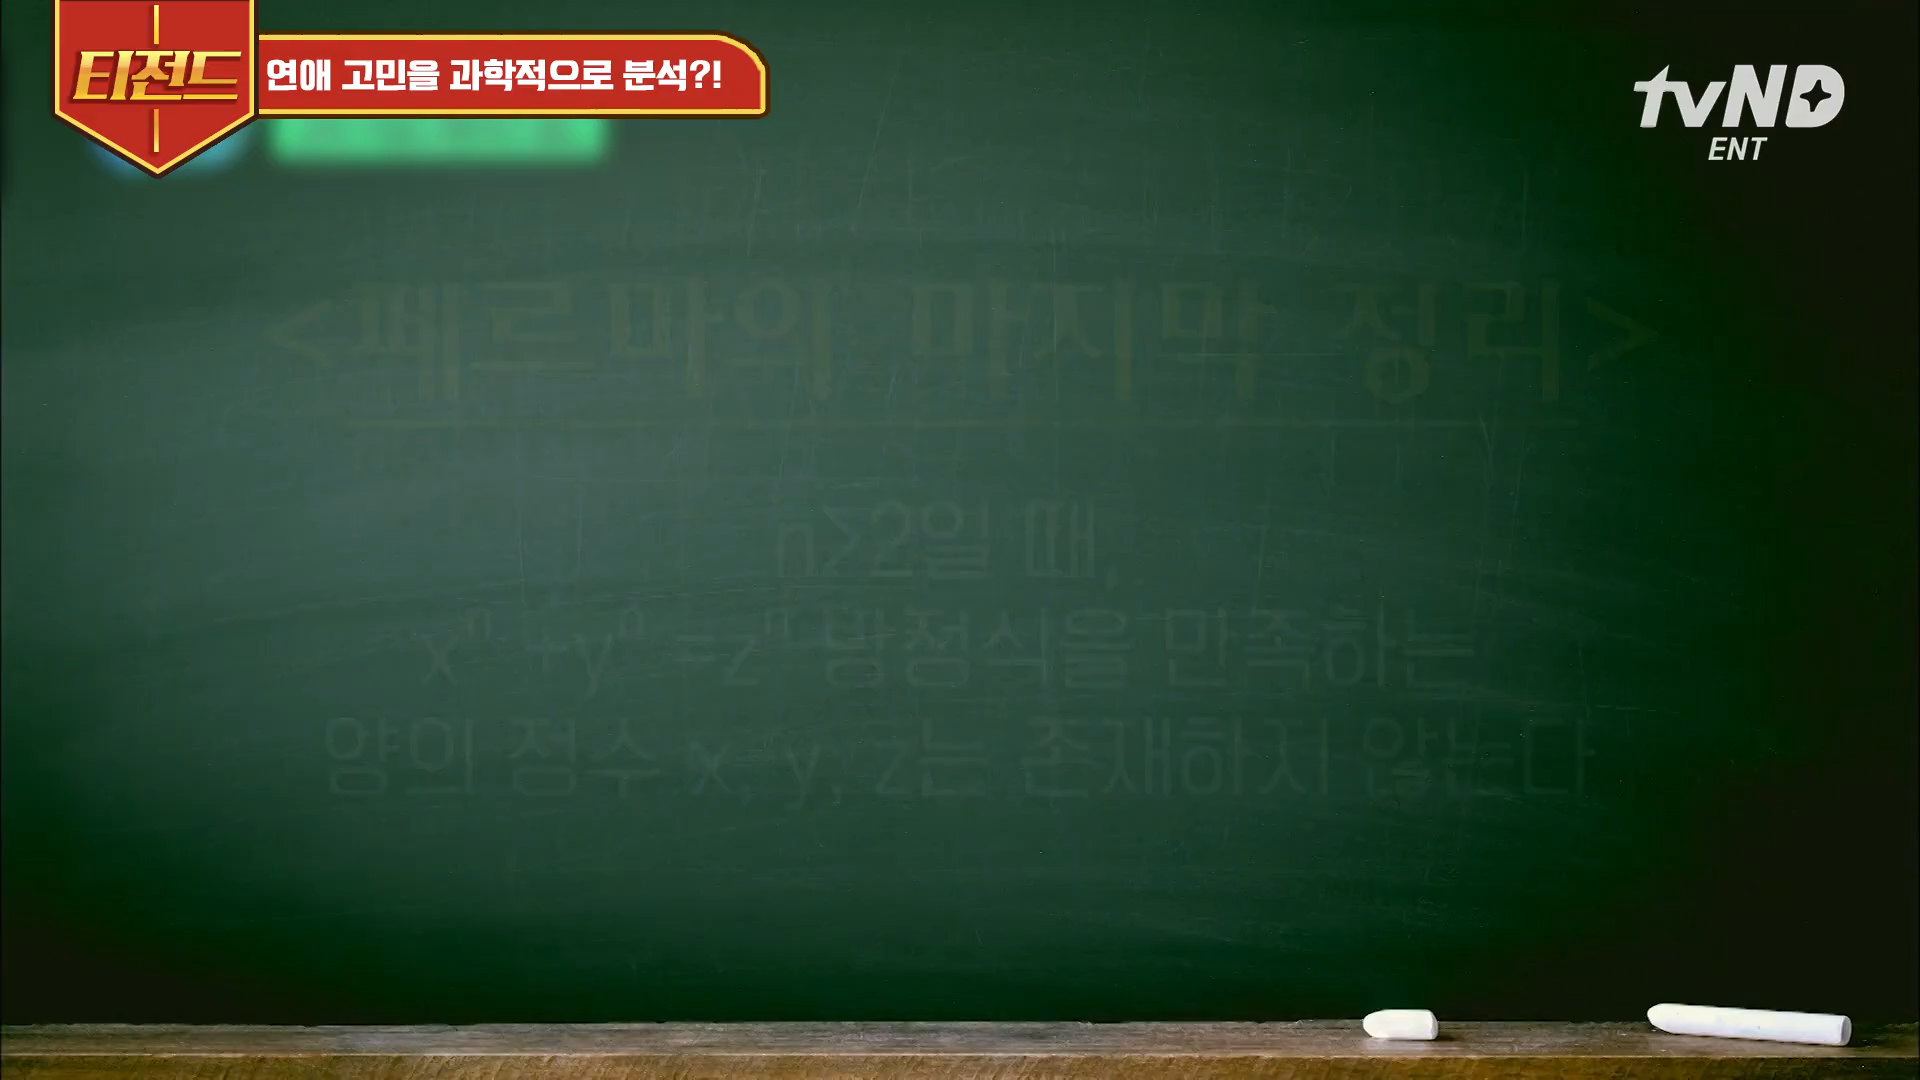 티전드
연애 고민을 과학적으로 분석?!
tvND
ENT
<페르마의 마지막 정리>
n>2일 때,
xⁿ+yⁿ=zⁿ 방정식을 만족하는
양의 정수 x, y, z는 존재하지 않는다